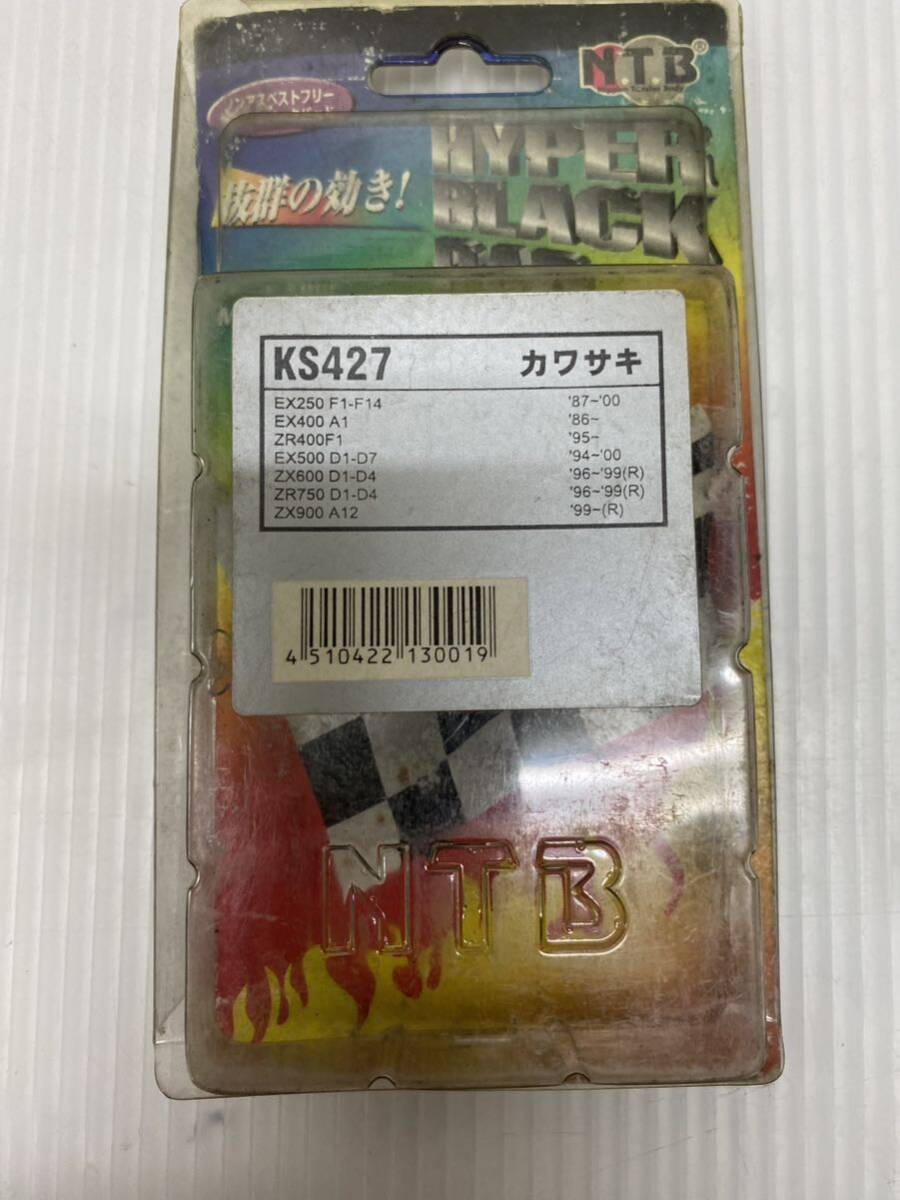 N.T.B®
ノンアスベストフリー
抜群の効き!
HYPER
BLACK
KS427 カワサキ
EX250 F1-F14 '87~'00
EX400 A1 '86~
ZR400F1 '95~
EX500 D1-D7 '94~'00
ZX600 D1-D4 '96~'99(R)
ZR750 D1-D4 '96~'99(R)
ZX900 A12 '99~(R)
4 510422 130019
NTB